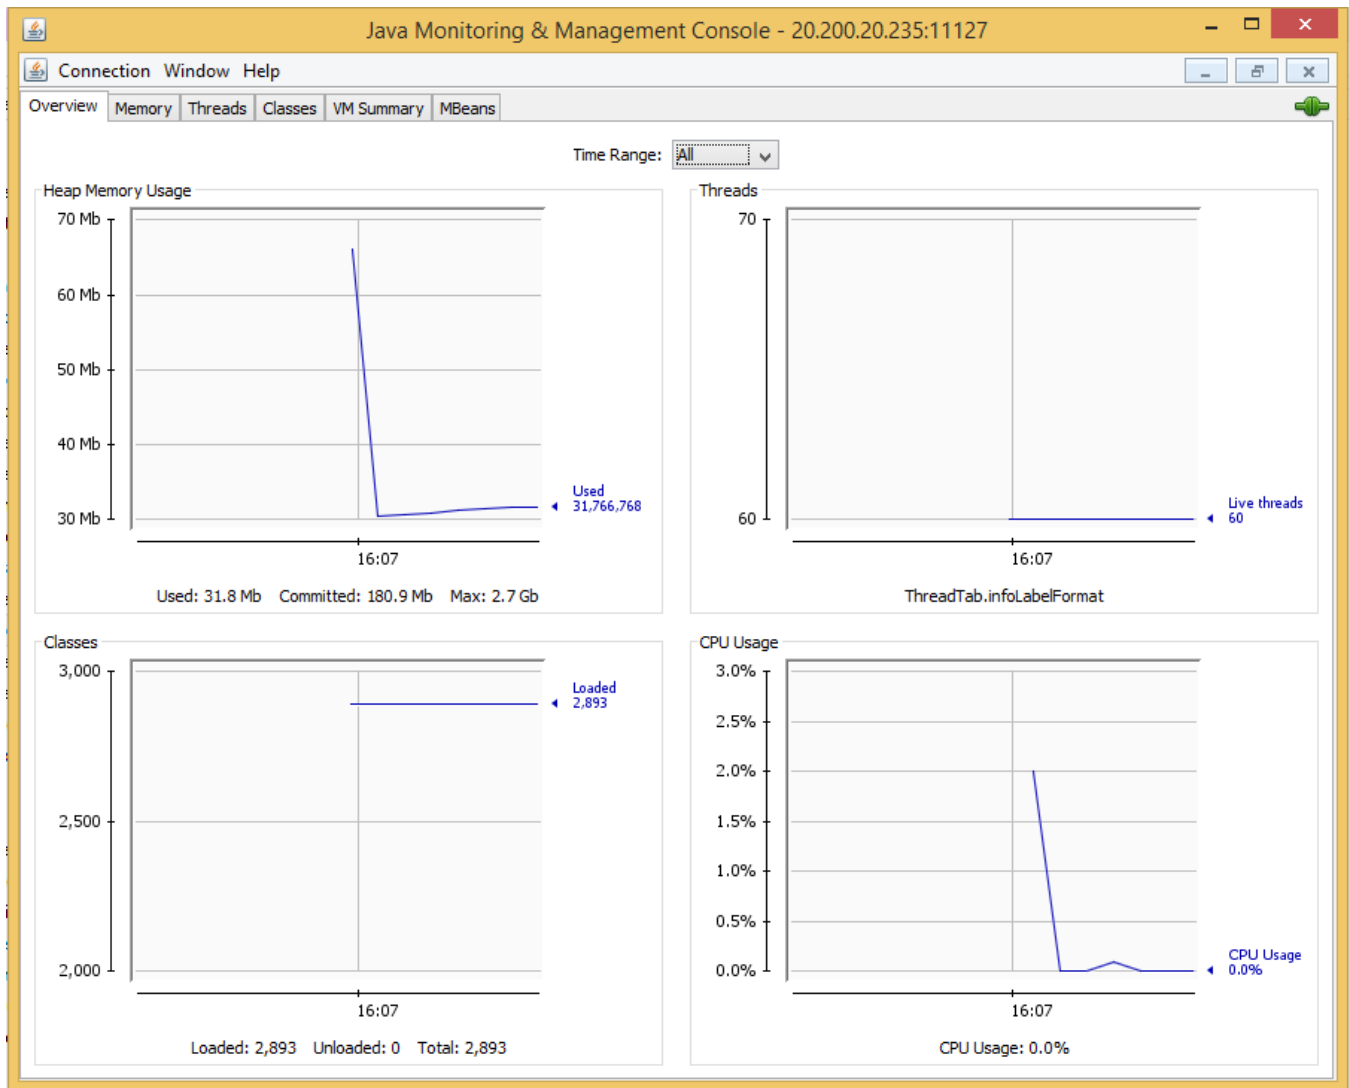 Java Monitoring & Management Console - 20.200.20.235:11127
Connection Window Help
Overview Memory Threads Classes VM Summary MBeans
Time Range: All
Heap Memory Usage
70 Mb
60 Mb
50 Mb
40 Mb
30 Mb
Used
31,766,768
16:07
Used: 31.8 Mb Committed: 180.9 Mb Max: 2.7 Gb
Threads
70
60
Live threads
60
16:07
ThreadTab.infoLabelFormat
Classes
3,000
2,500
2,000
Loaded
2,893
16:07
Loaded: 2,893 Unloaded: 0 Total: 2,893
CPU Usage
3.0%
2.5%
2.0%
1.5%
1.0%
0.5%
0.0%
CPU Usage
0.0%
16:07
CPU Usage: 0.0%